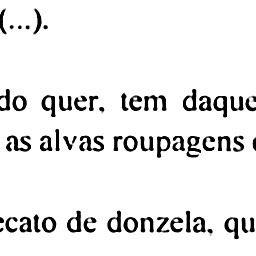 (...).
do quer, tem daque
as alvas roupagens
ecato de donzela, qu